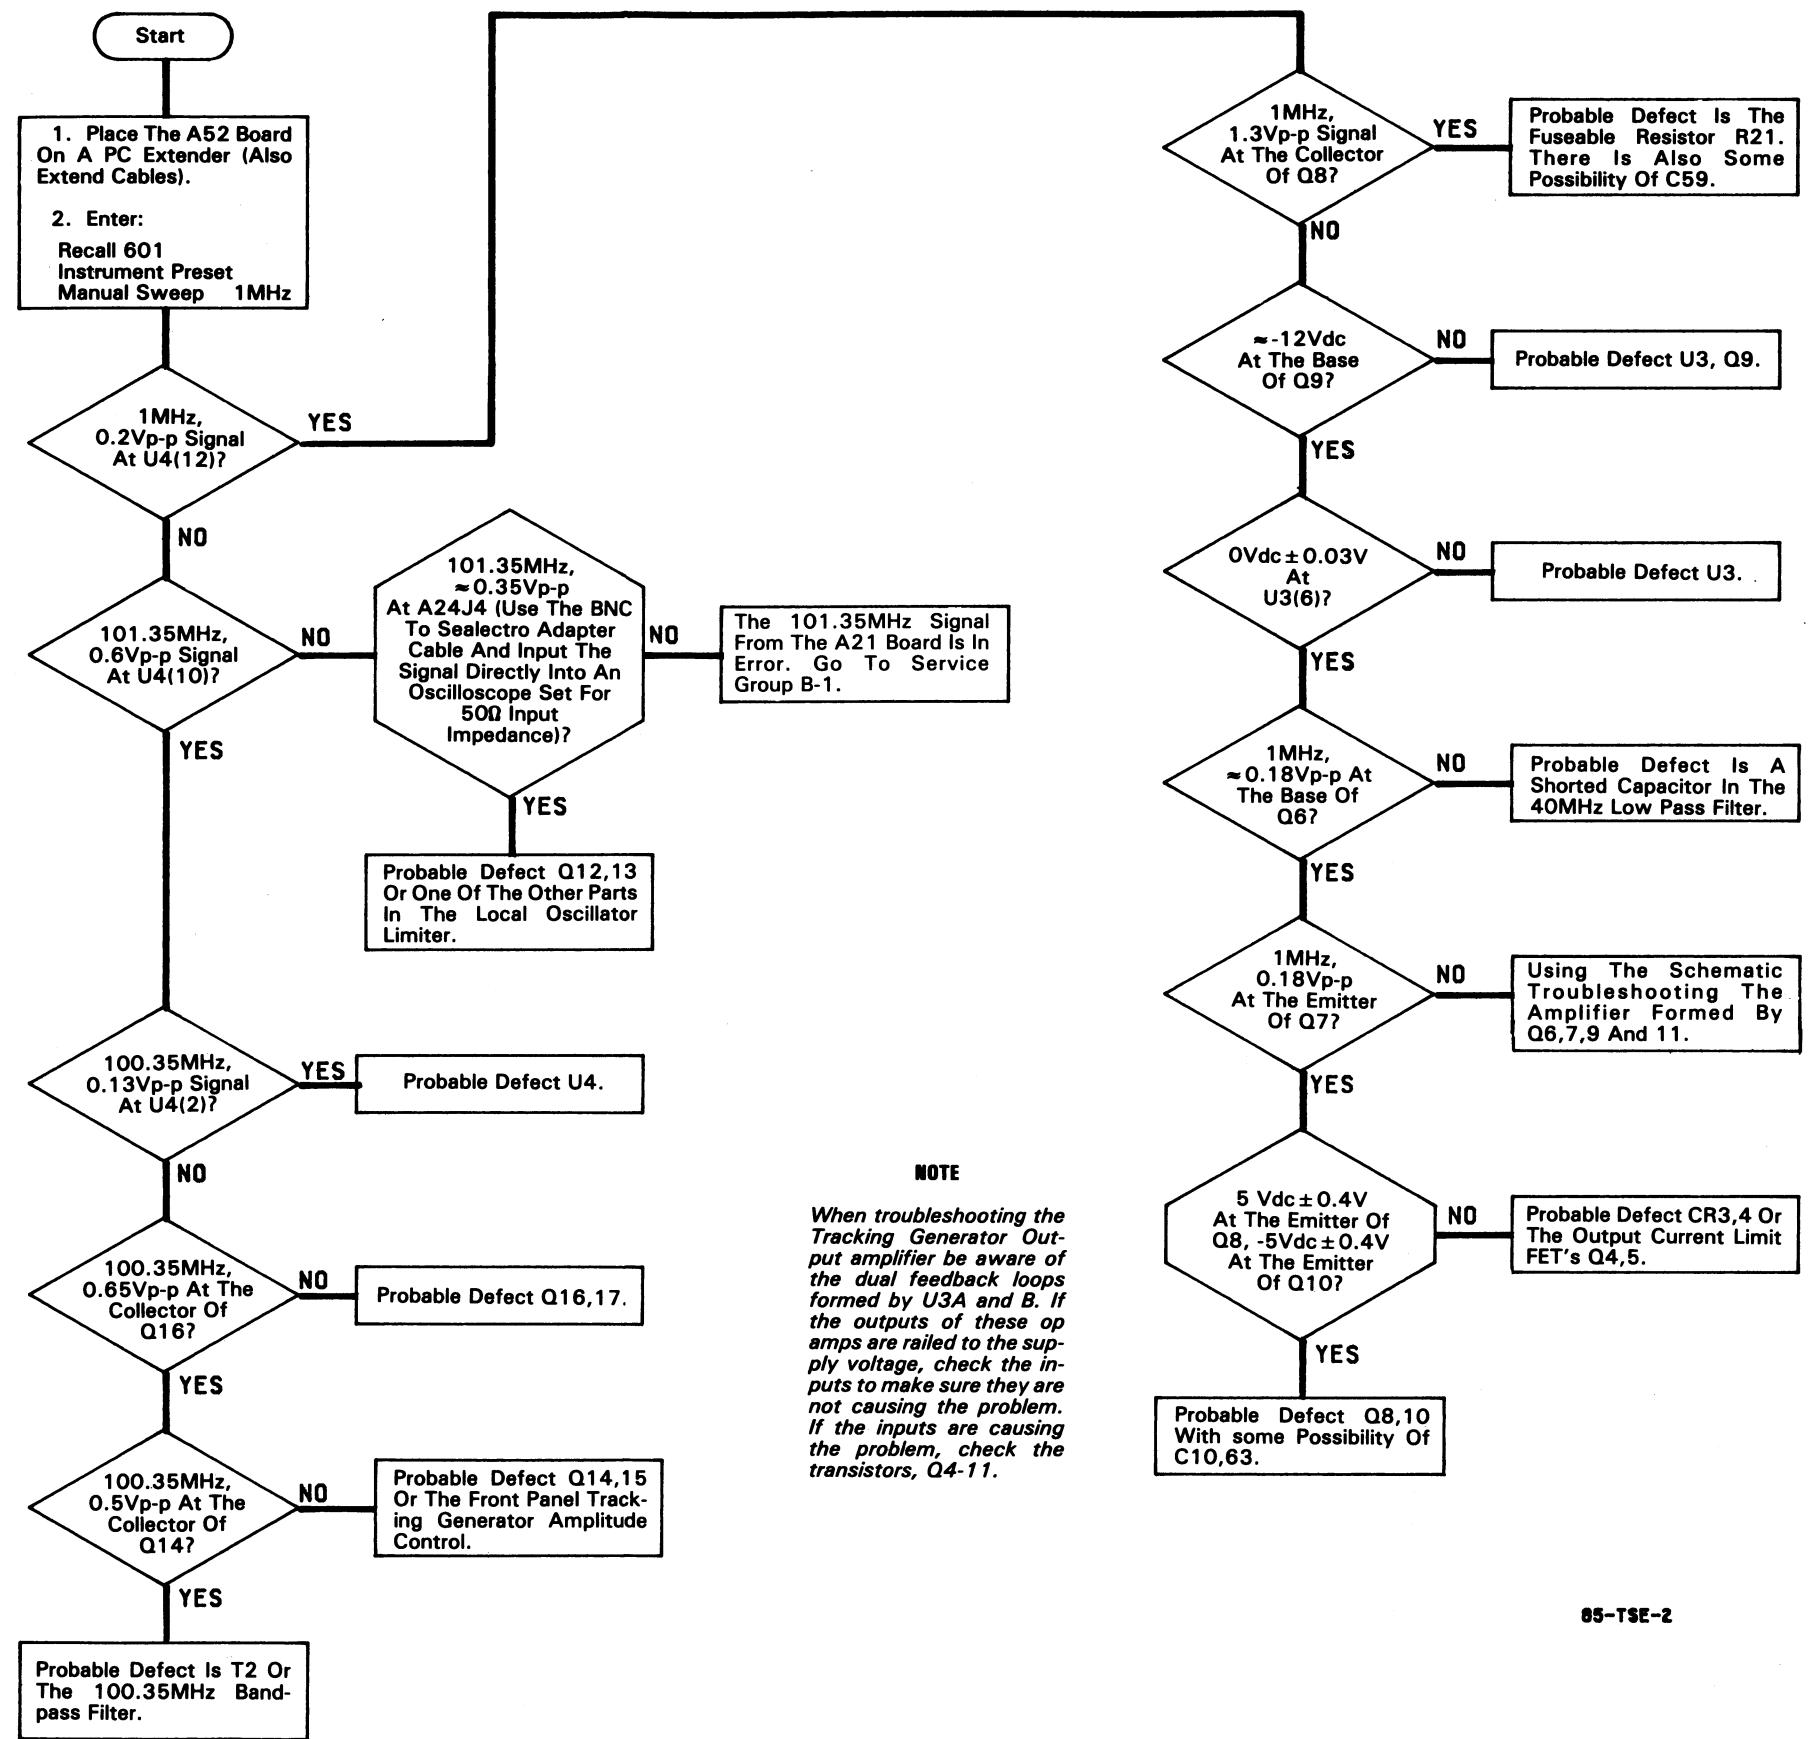 Start
1. Place The A52 Board
On A PC Extender (Also
Extend Cables).
2. Enter:
Recall 601
Instrument Preset
Manual Sweep 1MHz
1MHz,
0.2Vp-p Signal
At U4(12)?
YES
NO
101.35MHz,
0.6Vp-p Signal
At U4(10)?
NO
YES
101.35MHz,
≈0.35Vp-p
At A24J4 (Use The BNC
To Sealectro Adapter
Cable And Input The
Signal Directly Into An
Oscilloscope Set For
50Ω Input
Impedance)?
NO
The 101.35MHz Signal
From The A21 Board Is In
Error. Go To Service
Group B-1.
YES
Probable Defect Q12,13
Or One Of The Other Parts
In The Local Oscillator
Limiter.
100.35MHz,
0.13Vp-p Signal
At U4(2)?
YES
Probable Defect U4.
NO
100.35MHz,
0.65Vp-p At The
Collector Of
Q16?
NO
Probable Defect Q16,17.
YES
100.35MHz,
0.5Vp-p At The
Collector Of
Q14?
NO
Probable Defect Q14,15
Or The Front Panel Track-
ing Generator Amplitude
Control.
YES
Probable Defect Is T2 Or
The 100.35MHz Band-
pass Filter.
NOTE
When troubleshooting the
Tracking Generator Out-
put amplifier be aware of
the dual feedback loops
formed by U3A and B. If
the outputs of these op
amps are railed to the sup-
ply voltage, check the in-
puts to make sure they are
not causing the problem.
If the inputs are causing
the problem, check the
transistors, Q4-11.
1MHz,
1.3Vp-p Signal
At The Collector
Of Q8?
YES
Probable Defect Is The
Fuseable Resistor R21.
There Is Also Some
Possibility Of C59.
NO
≈-12Vdc
At The Base
Of Q9?
NO
Probable Defect U3, Q9.
YES
0Vdc±0.03V
At
U3(6)?
NO
Probable Defect U3.
YES
1MHz,
≈0.18Vp-p At
The Base Of
Q6?
NO
Probable Defect Is A
Shorted Capacitor In The
40MHz Low Pass Filter.
YES
1MHz,
0.18Vp-p
At The Emitter
Of Q7?
NO
Using The Schematic
Troubleshooting The
Amplifier Formed By
Q6,7,9 And 11.
YES
5 Vdc±0.4V
At The Emitter Of
Q8, -5Vdc±0.4V
At The Emitter
Of Q10?
NO
Probable Defect CR3,4 Or
The Output Current Limit
FET's Q4,5.
YES
Probable Defect Q8,10
With some Possibility Of
C10,63.
85-TSE-2